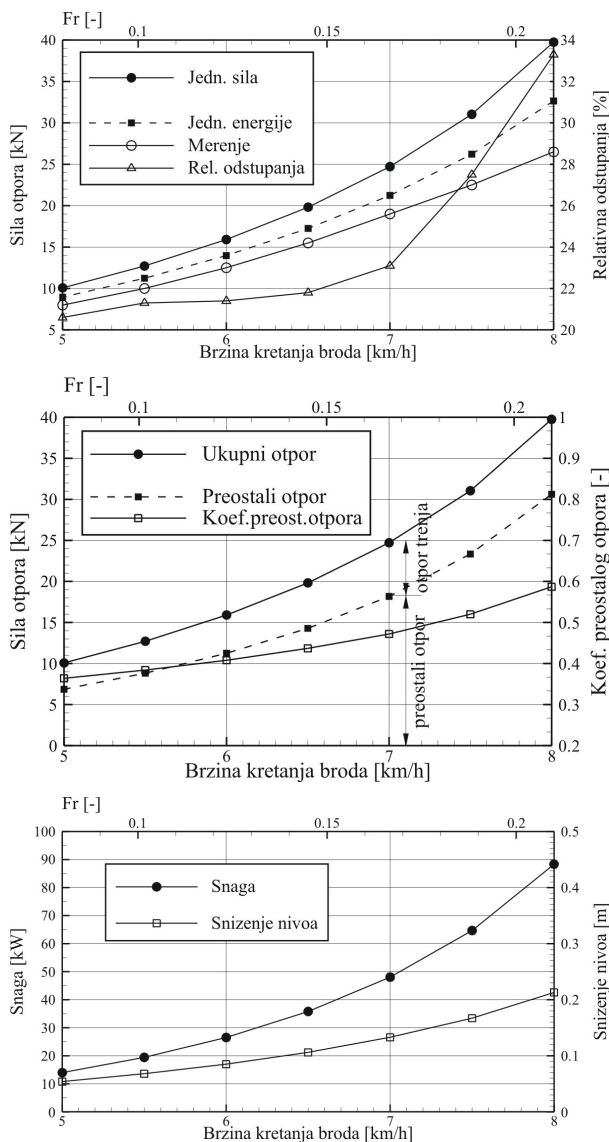 Fr [-]
0.1 0.15 0.2
40 34
35 32
30 30
25 28
20 26
15 24
10 22
5 20
Jedn. sila
Jedn. energije
Merenje
Rel. odstupanja
Sila otpora [kN]
Relativna odstupanja [%]
5 6 7 8
Brzina kretanja broda [km/h]
Fr [-]
0.1 0.15 0.2
40 1
35 0.9
30 0.8
25 0.7
20 0.6
15 0.5
10 0.4
5 0.3
0 0.2
Ukupni otpor
Preostali otpor
Koef.preost.otpora
otpor trenja
preostali otpor
Sila otpora [kN]
Koef. preostalog otpora [-]
5 6 7 8
Brzina kretanja broda [km/h]
Fr [-]
0.1 0.15 0.2
100 0.5
90
80 0.4
70
60 0.3
50
40 0.2
30
20 0.1
10
0 0
Snaga
Snizenje nivoa
Snaga [kW]
Snizenje nivoa [m]
5 6 7 8
Brzina kretanja broda [km/h]